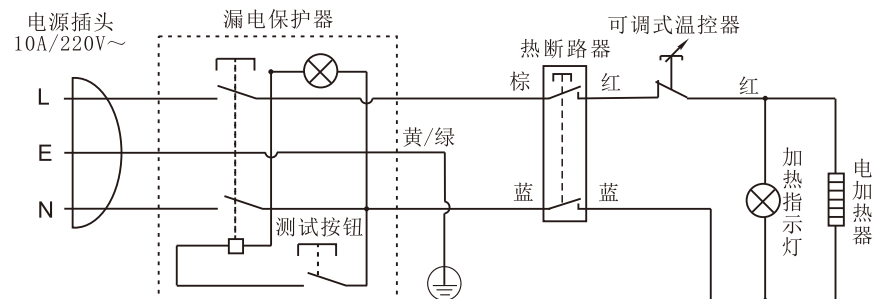 电源插头
10A/220V～
漏电保护器
热断路器
可调式温控器
L
棕
红
红
E
黄/绿
N
蓝
蓝
测试按钮
加热指示灯
电加热器